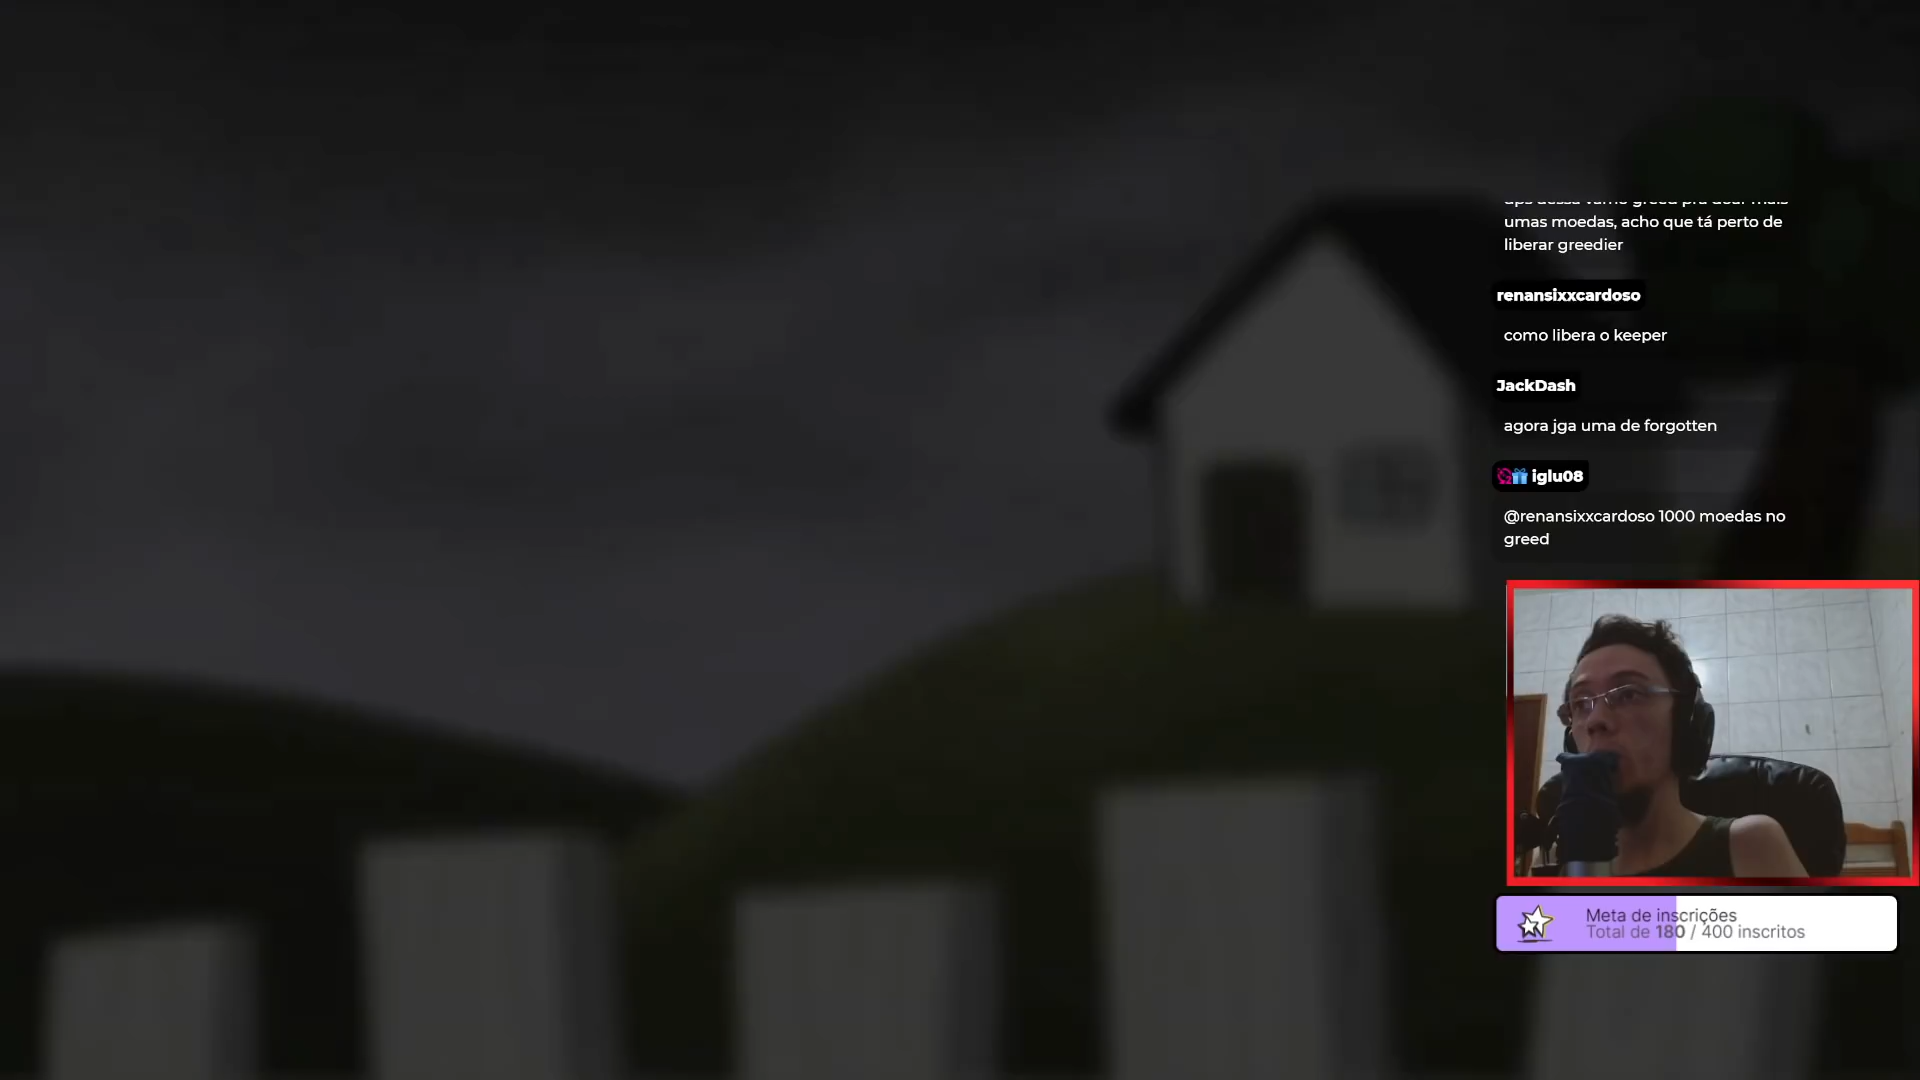 umas moedas, acho que tá perto de
liberar greedier
renansixxcardoso
como libera o keeper
JackDash
agora jga uma de forgotten
iglu08
@renansixxcardoso 1000 moedas no
greed
Meta de inscrições
Total de 180 / 400 inscritos